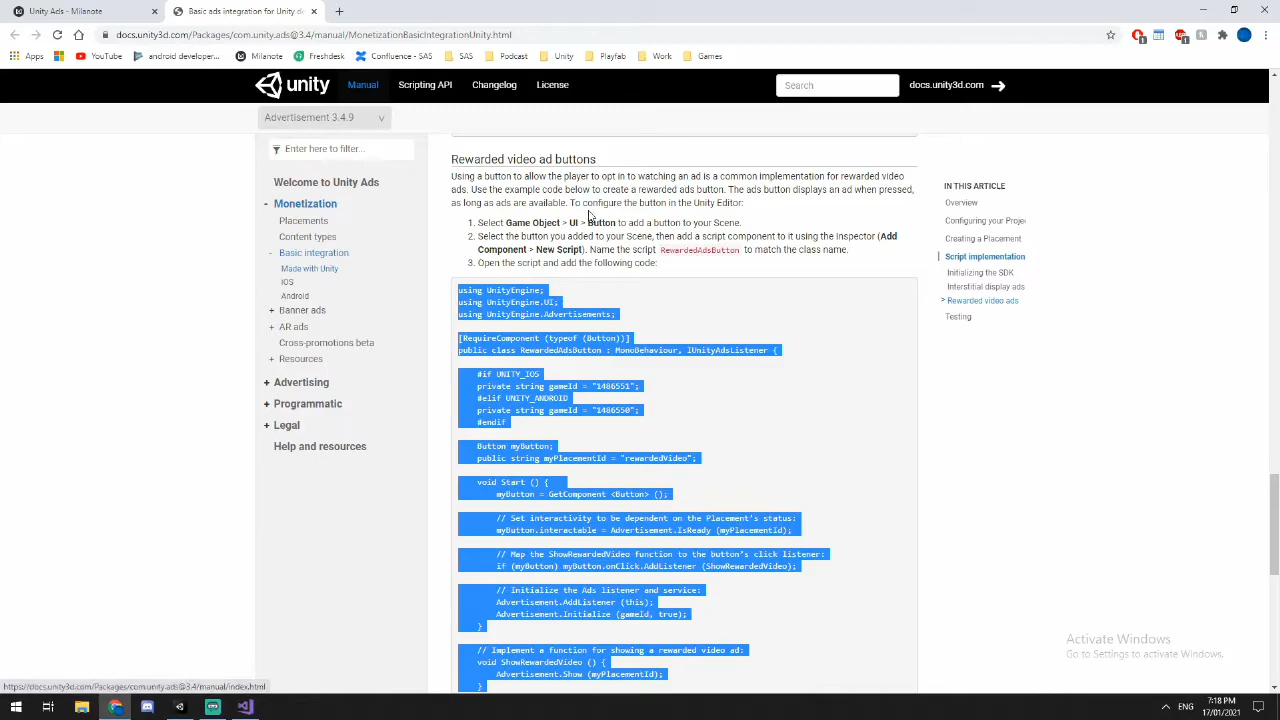 Unity Ads - Milanote
Basic ads integration for Unity de
docs.unity3d.com/Packages/com.unity.ads@3.4/manual/MonetizationBasicIntegrationUnity.html
Apps YouTube android developer... Milanote Freshdesk Confluence - SAS SAS Podcast Unity Playfab Work Games
unity Manual Scripting API Changelog License Search docs.unity3d.com
Advertisement 3.4.9
Enter here to filter...
Welcome to Unity Ads
Monetization
Placements
Content types
Basic integration
Made with Unity
iOS
Android
Banner ads
AR ads
Cross-promotions beta
Resources
Advertising
Programmatic
Legal
Help and resources
Rewarded video ad buttons
Using a button to allow the player to opt in to watching an ad is a common implementation for rewarded video
ads. Use the example code below to create a rewarded ads button. The ads button displays an ad when pressed,
as long as ads are available. To configure the button in the Unity Editor:
1. Select Game Object > UI > Button to add a button to your Scene.
2. Select the button you added to your Scene, then add a script component to it using the Inspector (Add
Component > New Script). Name the script RewardedAdsButton to match the class name.
3. Open the script and add the following code:
using UnityEngine;
using UnityEngine.UI;
using UnityEngine.Advertisements;
[RequireComponent (typeof (Button))]
public class RewardedAdsButton : MonoBehaviour, IUnityAdsListener {
#if UNITY_IOS
private string gameId = "1486551";
#elif UNITY_ANDROID
private string gameId = "1486550";
#endif
Button myButton;
public string myPlacementId = "rewardedVideo";
void Start () {
myButton = GetComponent <Button> ();
// Set interactivity to be dependent on the Placement's status:
myButton.interactable = Advertisement.IsReady (myPlacementId);
// Map the ShowRewardedVideo function to the button's click listener:
if (myButton) myButton.onClick.AddListener (ShowRewardedVideo);
// Initialize the Ads listener and service:
Advertisement.AddListener (this);
Advertisement.Initialize (gameId, true);
}
// Implement a function for showing a rewarded video ad:
void ShowRewardedVideo () {
Advertisement.Show (myPlacementId);
}
IN THIS ARTICLE
Overview
Configuring your Proje
Creating a Placement
Script implementation
Initializing the SDK
Interstitial display ads
> Rewarded video ads
Testing
Activate Windows
Go to Settings to activate Windows.
https://docs.unity3d.com/Packages/com.unity.ads@3.4/manual/index.html
ENG
7:18 PM
17/01/2021